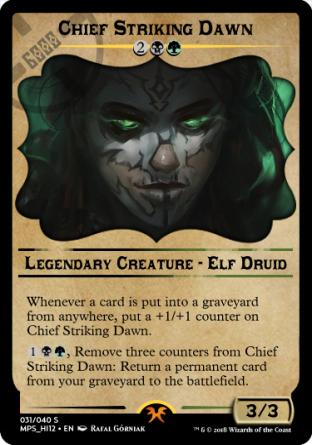 Chief Striking Dawn
2
Legendary Creature - Elf Druid
Whenever a card is put into a graveyard
from anywhere, put a +1/+1 counter on
Chief Striking Dawn.
1 , Remove three counters from Chief
Striking Dawn: Return a permanent card
from your graveyard to the battlefield.
3/3
031/040 S
MPS_HI12 • EN Rafał Górniak
™ & © 2018 Wizards of the Coast